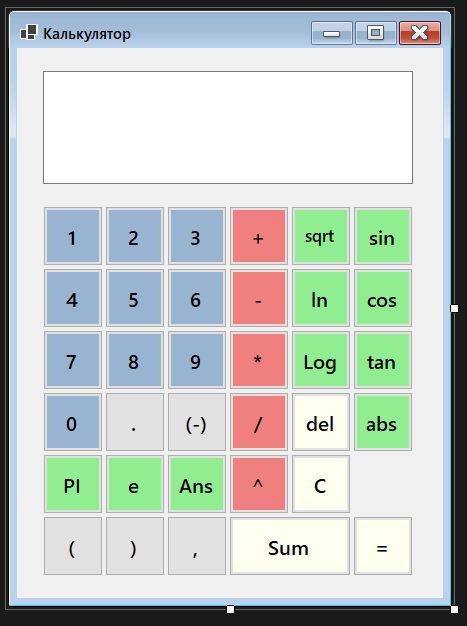 Калькулятор
1 2 3 + sqrt sin
4 5 6 - ln cos
7 8 9 * Log tan
0 . (-) / del abs
PI e Ans ^ C
( ) , Sum =